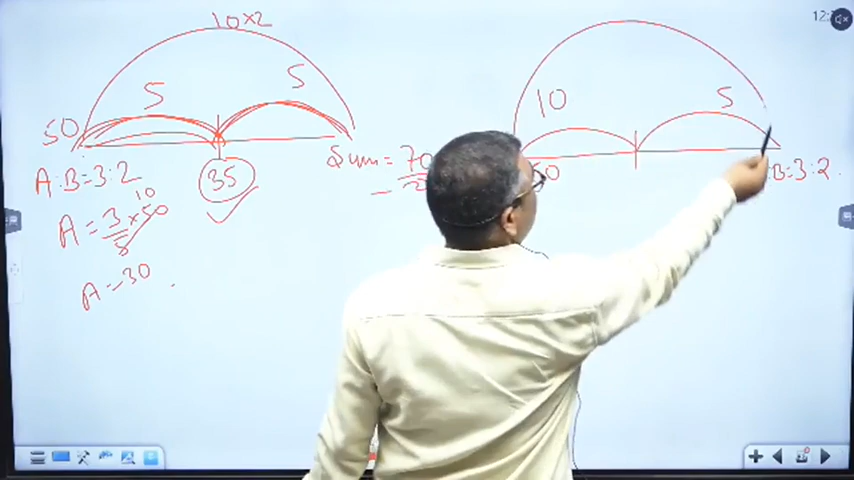 10×2
5 5
50
Sum = 70
A:B=3:2
35
A = 3/5 × 50
10
A = 30
10 5
B=3:2
12: